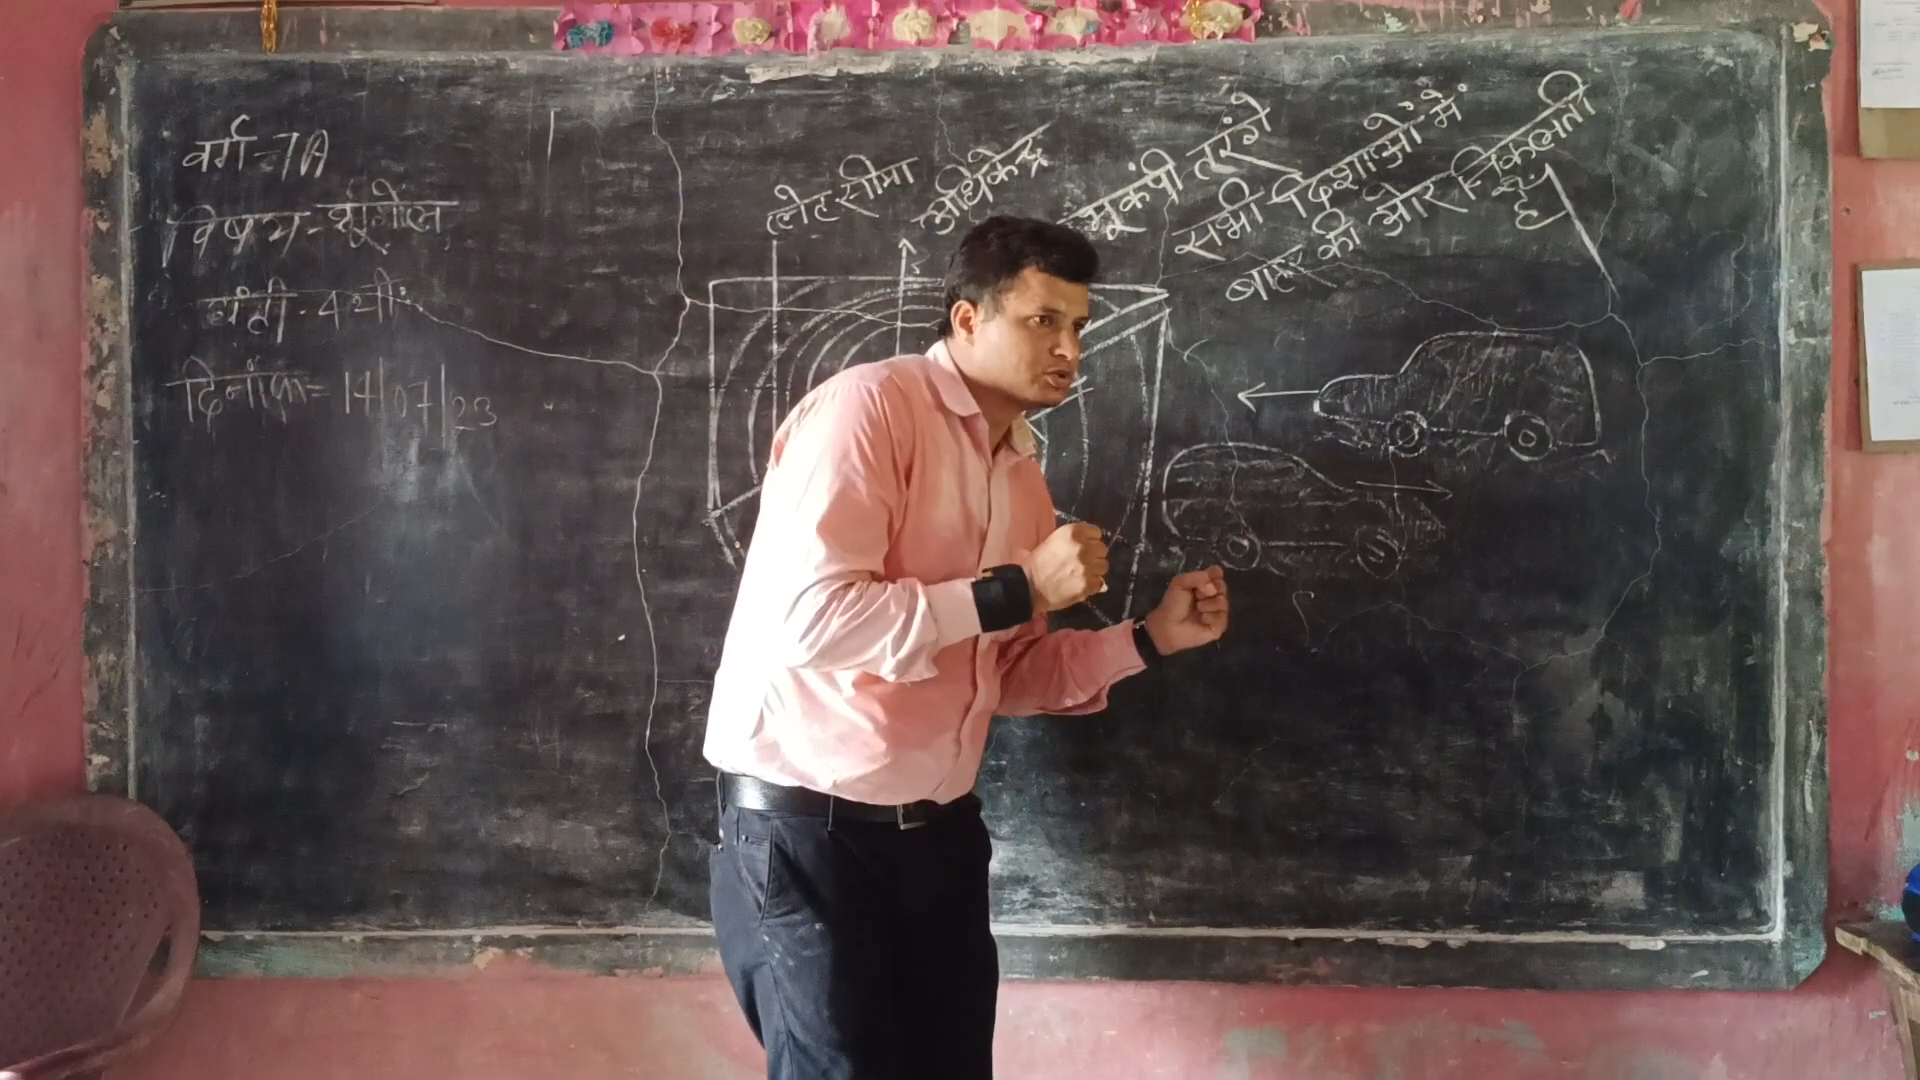 वर्ग-7A
विषय-भूगोल
घंटी-4थी
दिनांक= 14/07/23
प्लेट सीमा
अधिकेन्द्र
भूकंपी तरंगे
सभी दिशाओं में
बाहर की ओर निकलती
हैं